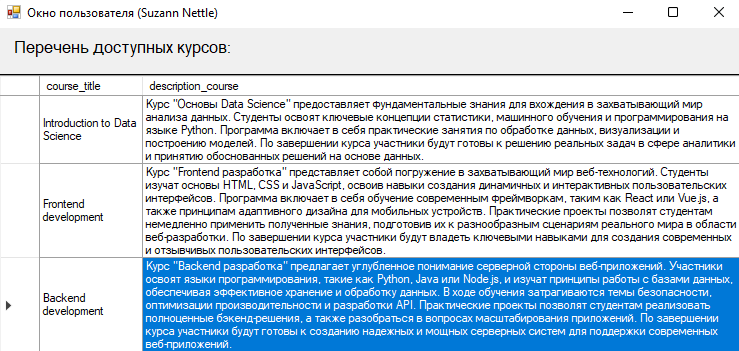 Окно пользователя (Suzann Nettle)
Перечень доступных курсов:
course_title description_course
Introduction to Data Science
Курс "Основы Data Science" предоставляет фундаментальные знания для вхождения в захватывающий мир
анализа данных. Студенты освоят ключевые концепции статистики, машинного обучения и программирования на
языке Python. Программа включает в себя практические занятия по обработке данных, визуализации и
построению моделей. По завершении курса участники будут готовы к решению реальных задач в сфере аналитики
и принятию обоснованных решений на основе данных.
Frontend development
Курс "Frontend разработка" представляет собой погружение в захватывающий мир веб-технологий. Студенты
изучат основы HTML, CSS и JavaScript, освоив навыки создания динамичных и интерактивных пользовательских
интерфейсов. Программа включает в себя обучение современным фреймворкам, таким как React или Vue.js, а
также принципам адаптивного дизайна для мобильных устройств. Практические проекты позволят студентам
немедленно применить полученные знания, подготовив их к разнообразным сценариям реального мира в области
веб-разработки. По завершении курса участники будут владеть ключевыми навыками для создания современных
и отзывчивых пользовательских интерфейсов.
Backend development
Курс "Backend разработка" предлагает углубленное понимание серверной стороны веб-приложений. Участники
освоят языки программирования, такие как Python, Java или Node.js, и изучат принципы работы с базами данных,
обеспечивая эффективное хранение и обработку данных. В ходе обучения затрагиваются темы безопасности,
оптимизации производительности и разработки API. Практические проекты позволят студентам реализовать
полноценные бэкенд-решения, а также разобраться в вопросах масштабирования приложений. По завершении
курса участники будут готовы к созданию надежных и мощных серверных систем для поддержки современных
веб-приложений.